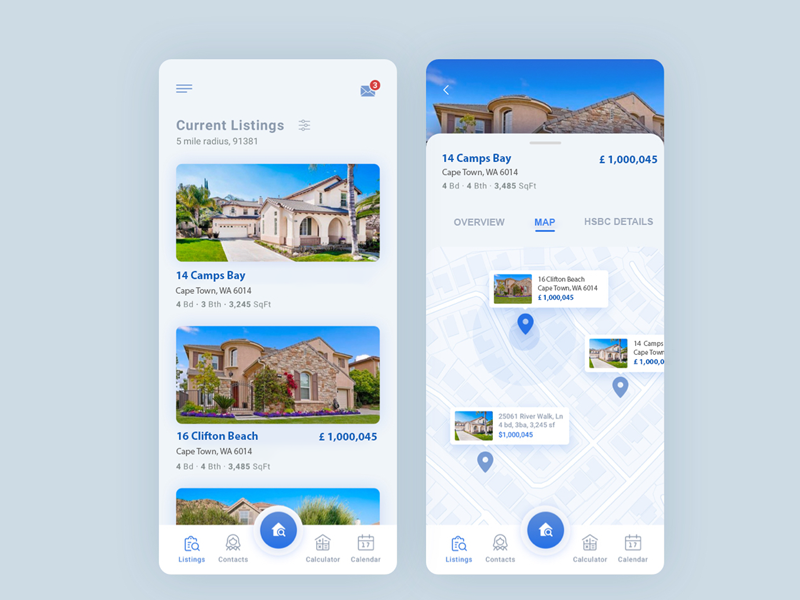 3
Current Listings
5 mile radius, 91381
14 Camps Bay
Cape Town, WA 6014
4 Bd · 3 Bth · 3,245 SqFt
16 Clifton Beach £ 1,000,045
Cape Town, WA 6014
4 Bd · 4 Bth · 3,485 SqFt
Listings Contacts Calculator 17 Calendar
14 Camps Bay £ 1,000,045
Cape Town, WA 6014
4 Bd · 4 Bth · 3,485 SqFt
OVERVIEW MAP HSBC DETAILS
16 Clifton Beach
Cape Town, WA 6014
£ 1,000,045
14 Camps
Cape Town
£ 1,000,0
25061 River Walk, Ln
4 bd, 3ba, 3,245 sf
$1,000,045
Listings Contacts Calculator 17 Calendar